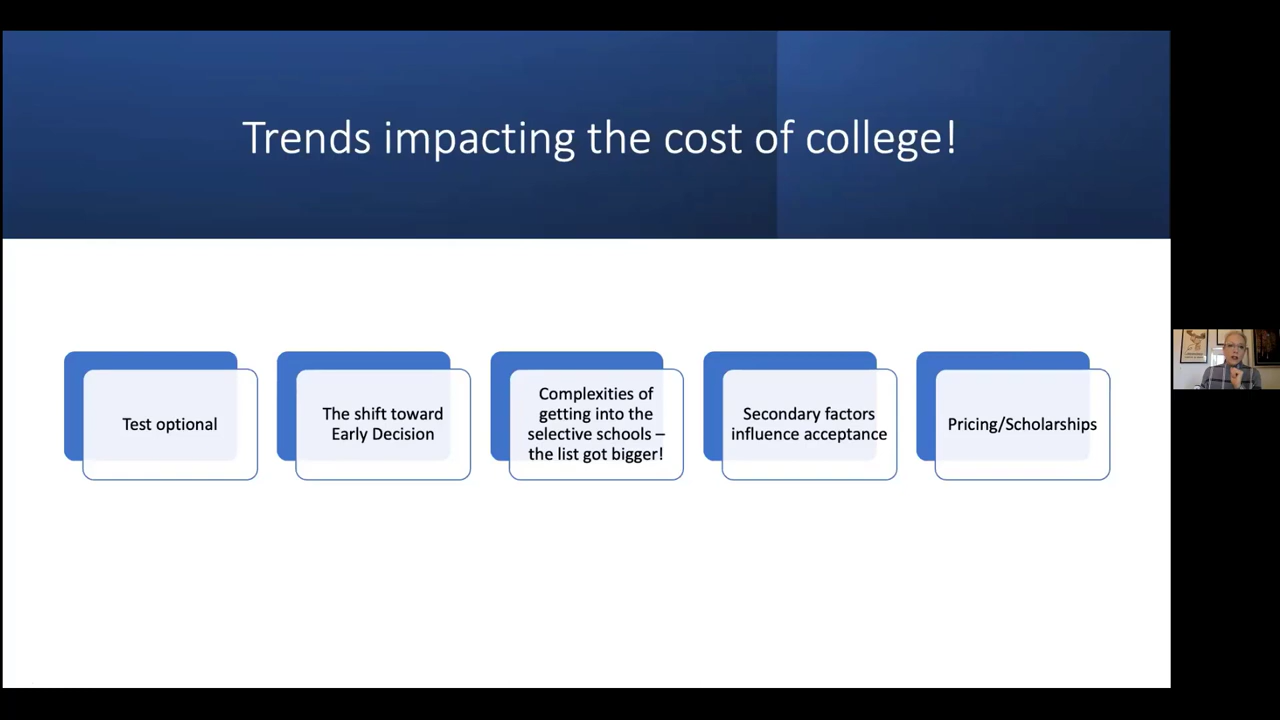 Trends impacting the cost of college!
Test optional
The shift toward
Early Decision
Complexities of
getting into the
selective schools –
the list got bigger!
Secondary factors
influence acceptance
Pricing/Scholarships